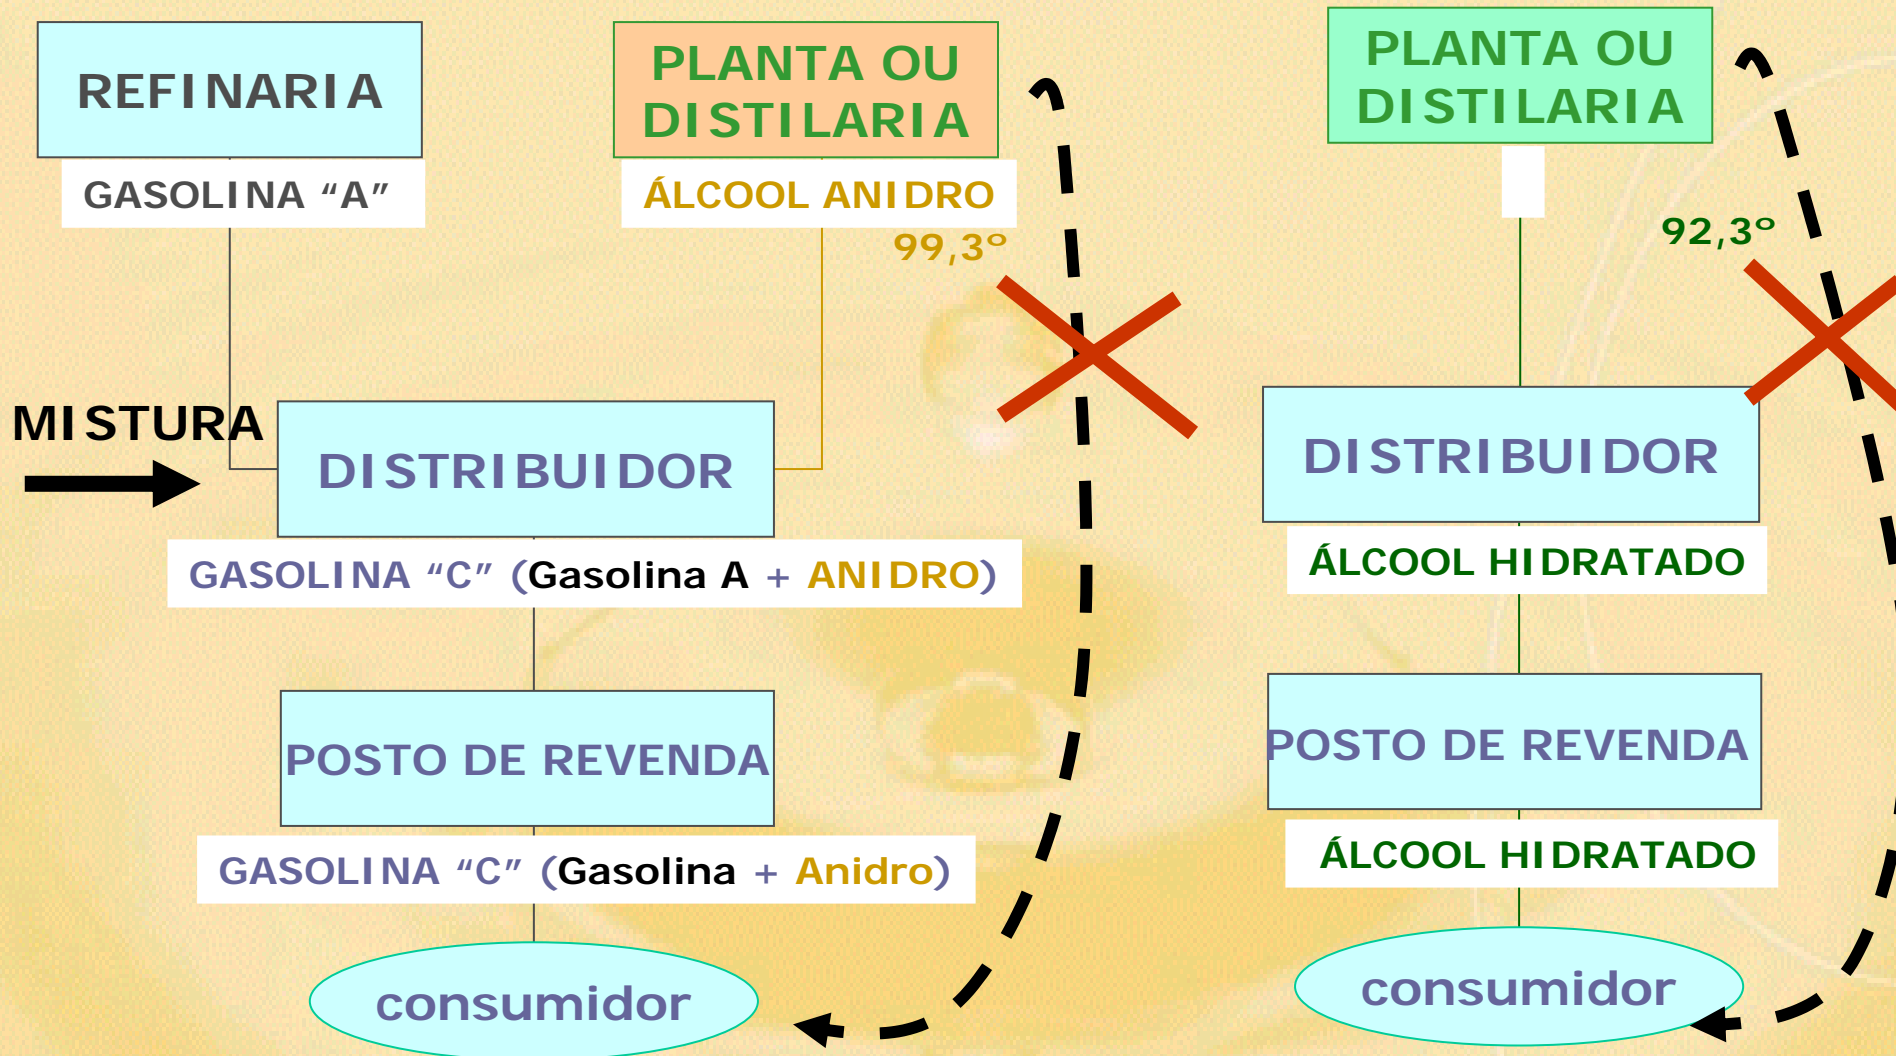 REFINARIA
GASOLINA “A”
PLANTA OU
DISTILARIA
ÁLCOOL ANIDRO
99,3º
MISTURA
DISTRIBUIDOR
GASOLINA “C” (Gasolina A + ANIDRO)
POSTO DE REVENDA
GASOLINA “C” (Gasolina + Anidro)
consumidor
PLANTA OU
DISTILARIA
92,3º
DISTRIBUIDOR
ÁLCOOL HIDRATADO
POSTO DE REVENDA
ÁLCOOL HIDRATADO
consumidor